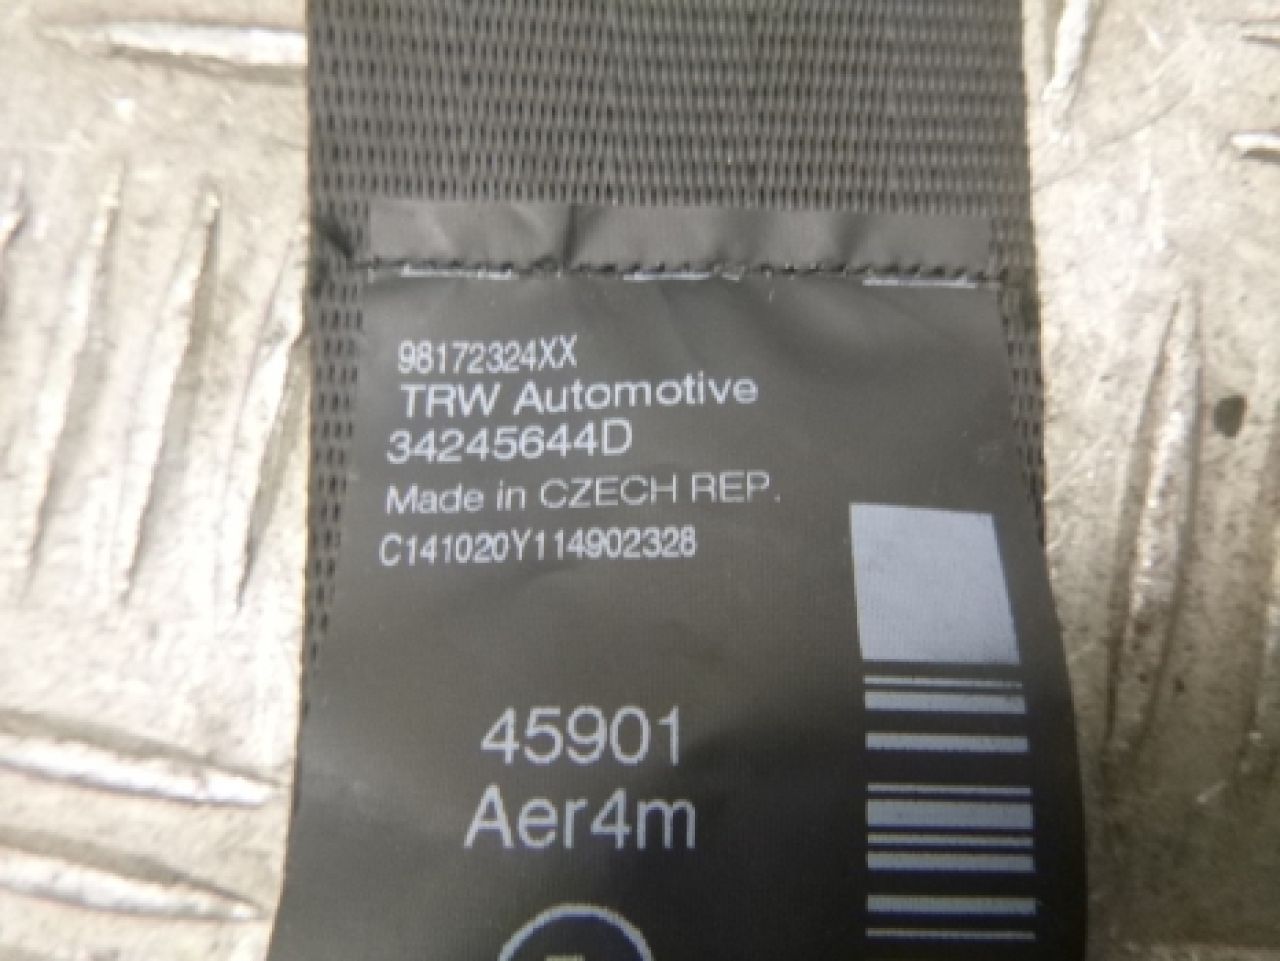 98172324XX
TRW Automotive
34245644D
Made in CZECH REP.
C141020Y114902328
45901
Aer4m